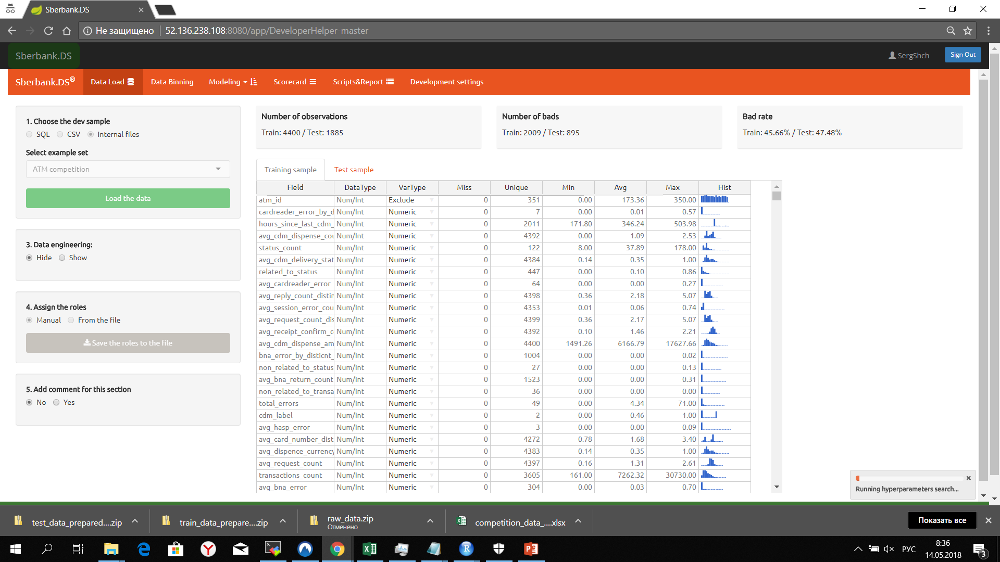 Sberbank.DS
Не защищено 52.136.238.108:8080/app/DeveloperHelper-master
Sberbank.DS
SergShch
Sign Out
Sberbank.DS®
Data Load
Data Binning
Modeling
Scorecard
Scripts&Report
Development settings
1. Choose the dev sample
SQL CSV Internal files
Select example set
ATM competition
Load the data
3. Data engineering:
Hide Show
4. Assign the roles
Manual From the file
Save the roles to the file
5. Add comment for this section
No Yes
Number of observations
Train: 4400 / Test: 1885
Number of bads
Train: 2009 / Test: 895
Bad rate
Train: 45.66% / Test: 47.48%
Training sample Test sample
Field DataType VarType Miss Unique Min Avg Max Hist
atm_id Num/Int Exclude 0 351 0.00 173.36 350.00
cardreader_error_by_d Num/Int Numeric 0 7 0.00 0.01 0.57
hours_since_last_cdm_ Num/Int Numeric 0 2011 171.80 346.24 503.98
avg_cdm_dispense_cou Num/Int Numeric 0 4392 0.00 1.09 2.53
status_count Num/Int Numeric 0 122 8.00 37.89 178.00
avg_cdm_delivery_stat Num/Int Numeric 0 4384 0.14 0.35 1.00
related_to_status Num/Int Numeric 0 447 0.00 0.10 0.86
avg_cardreader_error Num/Int Numeric 0 64 0.00 0.00 0.27
avg_reply_count_distin Num/Int Numeric 0 4398 0.36 2.18 5.07
avg_session_error_cou Num/Int Numeric 0 4353 0.01 0.06 0.74
avg_request_count_dis Num/Int Numeric 0 4399 0.36 2.17 5.07
avg_receipt_confirm_c Num/Int Numeric 0 4392 0.10 1.46 2.21
avg_cdm_dispense_am Num/Int Numeric 0 4400 1491.26 6166.79 17627.66
bna_error_by_disticnt_ Num/Int Numeric 0 1004 0.00 0.00 0.02
non_related_to_status Num/Int Numeric 0 27 0.00 0.00 0.13
avg_bna_return_count Num/Int Numeric 0 1523 0.00 0.00 0.31
non_related_to_transa Num/Int Numeric 0 36 0.00 0.00 0.00
total_errors Num/Int Numeric 0 49 0.00 4.34 71.00
cdm_label Num/Int Numeric 0 2 0.00 0.46 1.00
avg_hasp_error Num/Int Numeric 0 3 0.00 0.00 0.09
avg_card_number_dist Num/Int Numeric 0 4272 0.78 1.68 3.40
avg_dispence_currency Num/Int Numeric 0 4383 0.14 0.35 1.00
avg_request_count Num/Int Numeric 0 4397 0.16 1.31 2.61
transactions_count Num/Int Numeric 0 3605 161.00 7262.32 30730.00
avg_bna_error Num/Int Numeric 0 304 0.00 0.03 0.70
Running hyperparameters search...
test_data_prepared....zip
train_data_prepare....zip
raw_data.zip
Отменено
competition_data_....xlsx
Показать все
РУС
8:36
14.05.2018
3